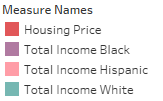 Measure Names
Housing Price
Total Income Black
Total Income Hispanic
Total Income White